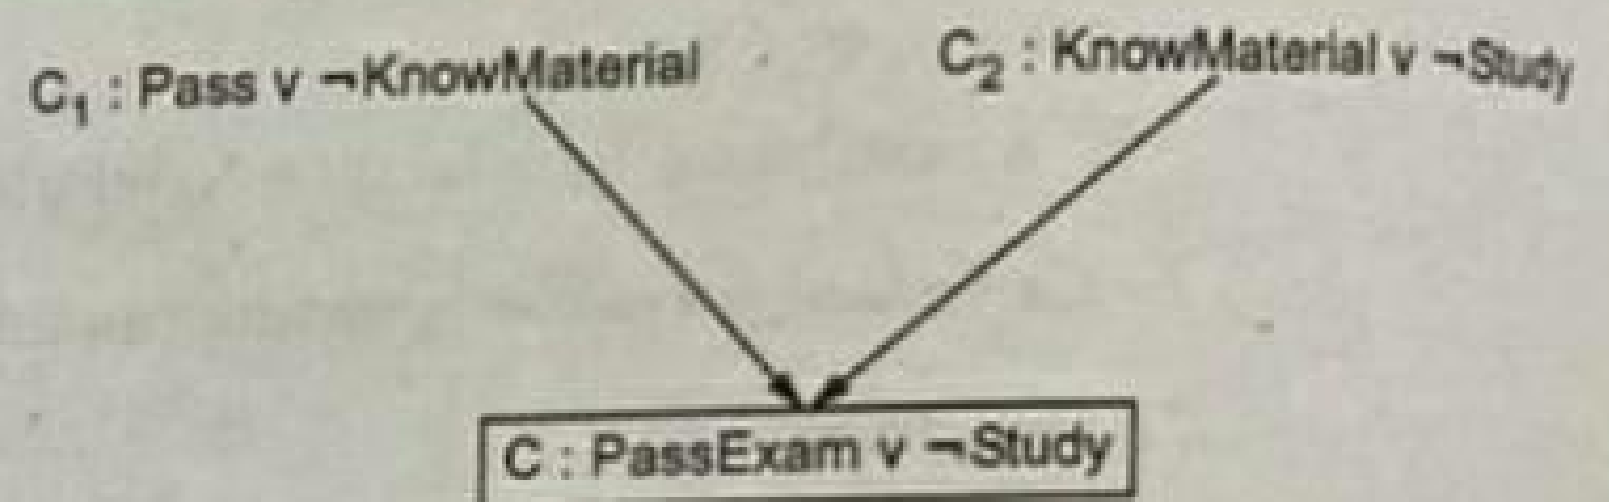 C₁ : Pass v ¬KnowMaterial
C₂ : KnowMaterial v ¬Study
C : PassExam v ¬Study